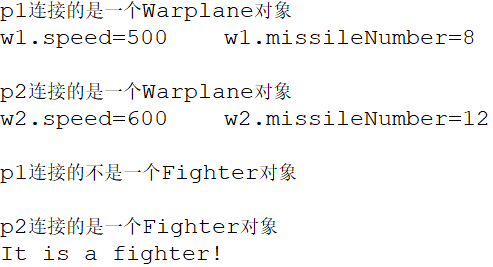 p1连接的是一个Warplane对象
w1.speed=500    w1.missileNumber=8
p2连接的是一个Warplane对象
w2.speed=600    w2.missileNumber=12
p1连接的不是一个Fighter对象
p2连接的是一个Fighter对象
It is a fighter!